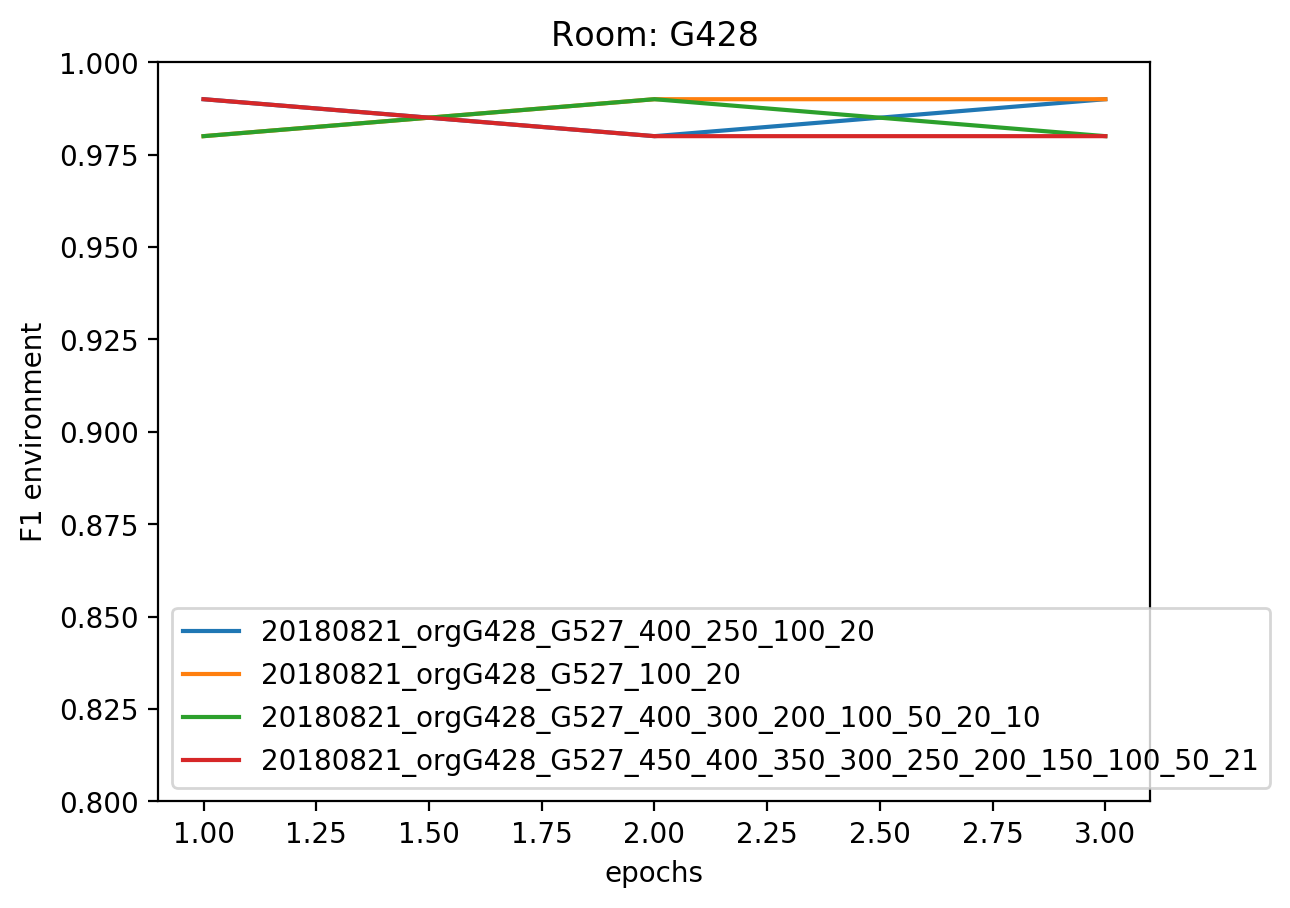 Room: G428
1.000
0.975
0.950
0.925
0.900
0.875
0.850
0.825
0.800
F1 environment
20180821_orgG428_G527_400_250_100_20
20180821_orgG428_G527_100_20
20180821_orgG428_G527_400_300_200_100_50_20_10
20180821_orgG428_G527_450_400_350_300_250_200_150_100_50_21
1.00 1.25 1.50 1.75 2.00 2.25 2.50 2.75 3.00
epochs